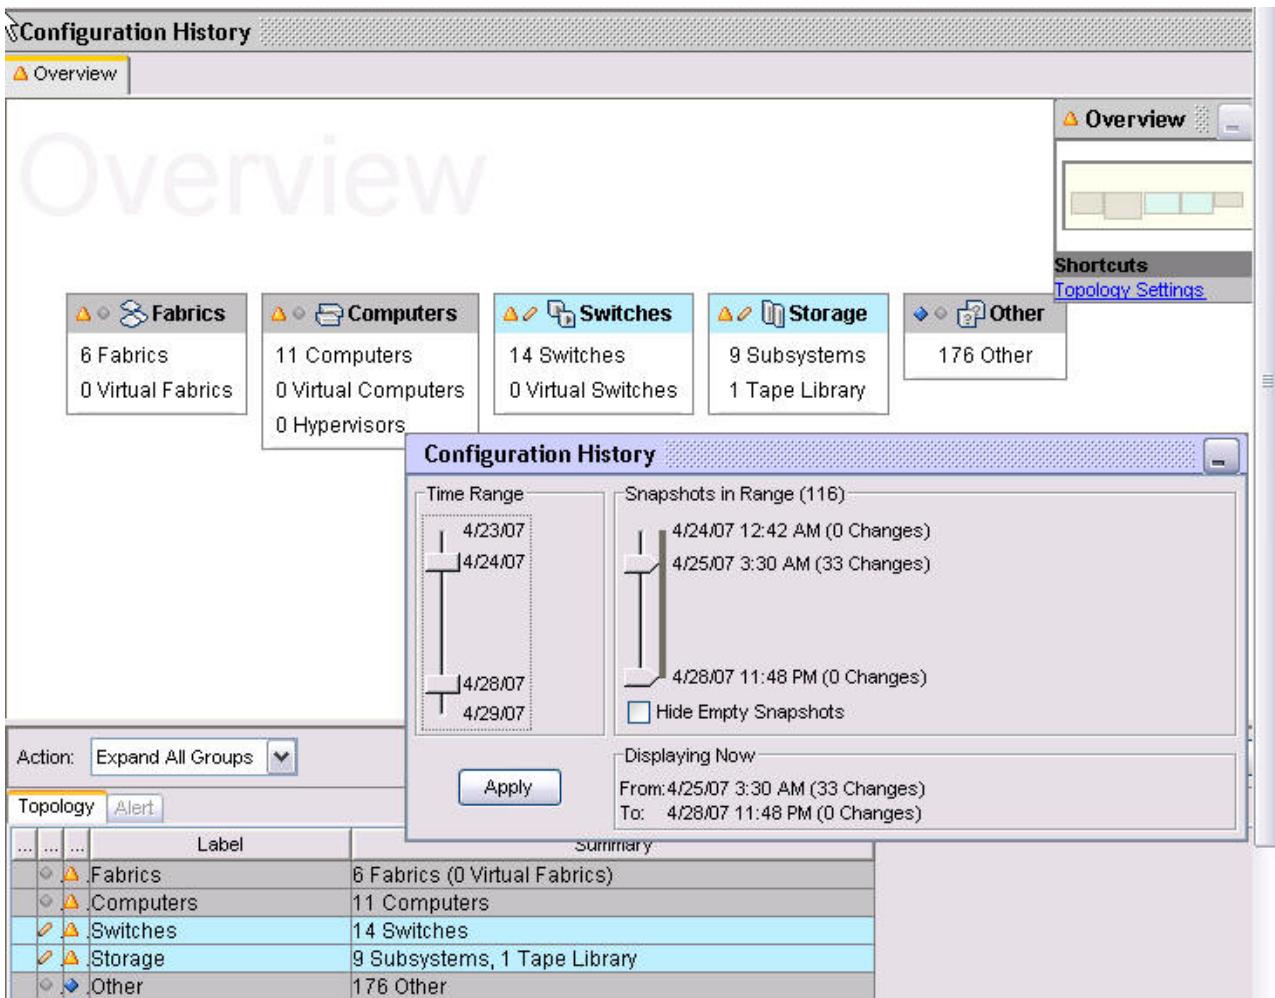 Configuration History
Overview
Overview
Overview
Shortcuts
Topology Settings
Fabrics
6 Fabrics
0 Virtual Fabrics
Computers
11 Computers
0 Virtual Computers
0 Hypervisors
Switches
14 Switches
0 Virtual Switches
Storage
9 Subsystems
1 Tape Library
Other
176 Other
Configuration History
Time Range
4/23/07
4/24/07
4/28/07
4/29/07
Snapshots in Range (116)
4/24/07 12:42 AM (0 Changes)
4/25/07 3:30 AM (33 Changes)
4/28/07 11:48 PM (0 Changes)
Hide Empty Snapshots
Apply
Displaying Now
From: 4/25/07 3:30 AM (33 Changes)
To: 4/28/07 11:48 PM (0 Changes)
Action: Expand All Groups
Topology Alert
... ... ... Label Summary
Fabrics 6 Fabrics (0 Virtual Fabrics)
Computers 11 Computers
Switches 14 Switches
Storage 9 Subsystems, 1 Tape Library
Other 176 Other